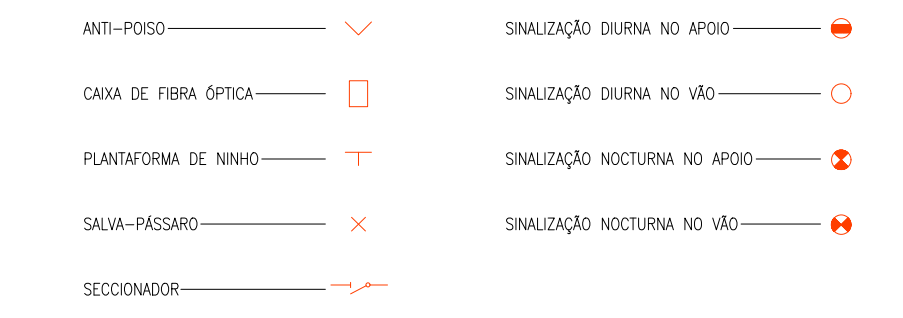 ANTI-POISO
CAIXA DE FIBRA ÓPTICA
PLANTAFORMA DE NINHO
SALVA-PÁSSARO
SECCIONADOR
SINALIZAÇÃO DIURNA NO APOIO
SINALIZAÇÃO DIURNA NO VÃO
SINALIZAÇÃO NOCTURNA NO APOIO
SINALIZAÇÃO NOCTURNA NO VÃO